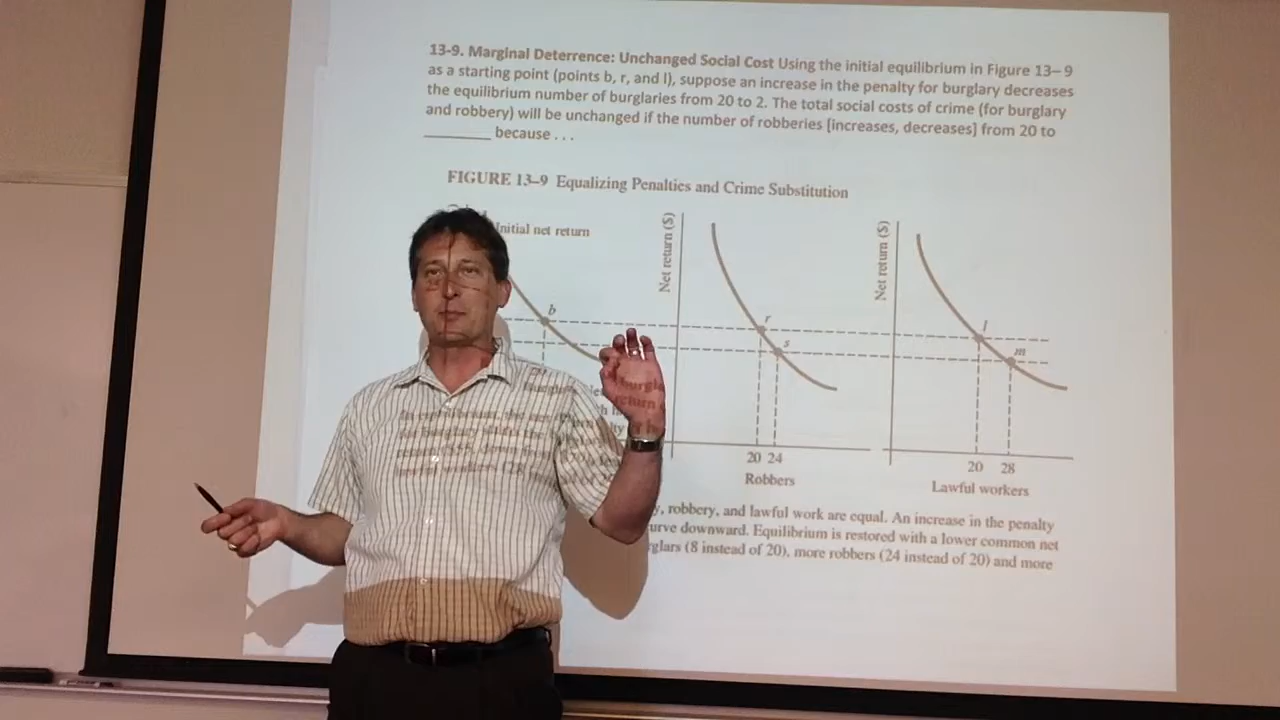 13-9. Marginal Deterrence: Unchanged Social Cost Using the initial equilibrium in Figure 13– 9
as a starting point (points b, r, and l), suppose an increase in the penalty for burglary decreases
the equilibrium number of burglaries from 20 to 2. The total social costs of crime (for burglary
and robbery) will be unchanged if the number of robberies [increases, decreases] from 20 to
________ because . . .
FIGURE 13–9 Equalizing Penalties and Crime Substitution
Initial net return
Net return ($)
Net return ($)
b
r
s
l
m
20 24
Robbers
20 28
Lawful workers
robbery, and lawful work are equal. An increase in the penalty
curve downward. Equilibrium is restored with a lower common net
(8 instead of 20), more robbers (24 instead of 20) and more